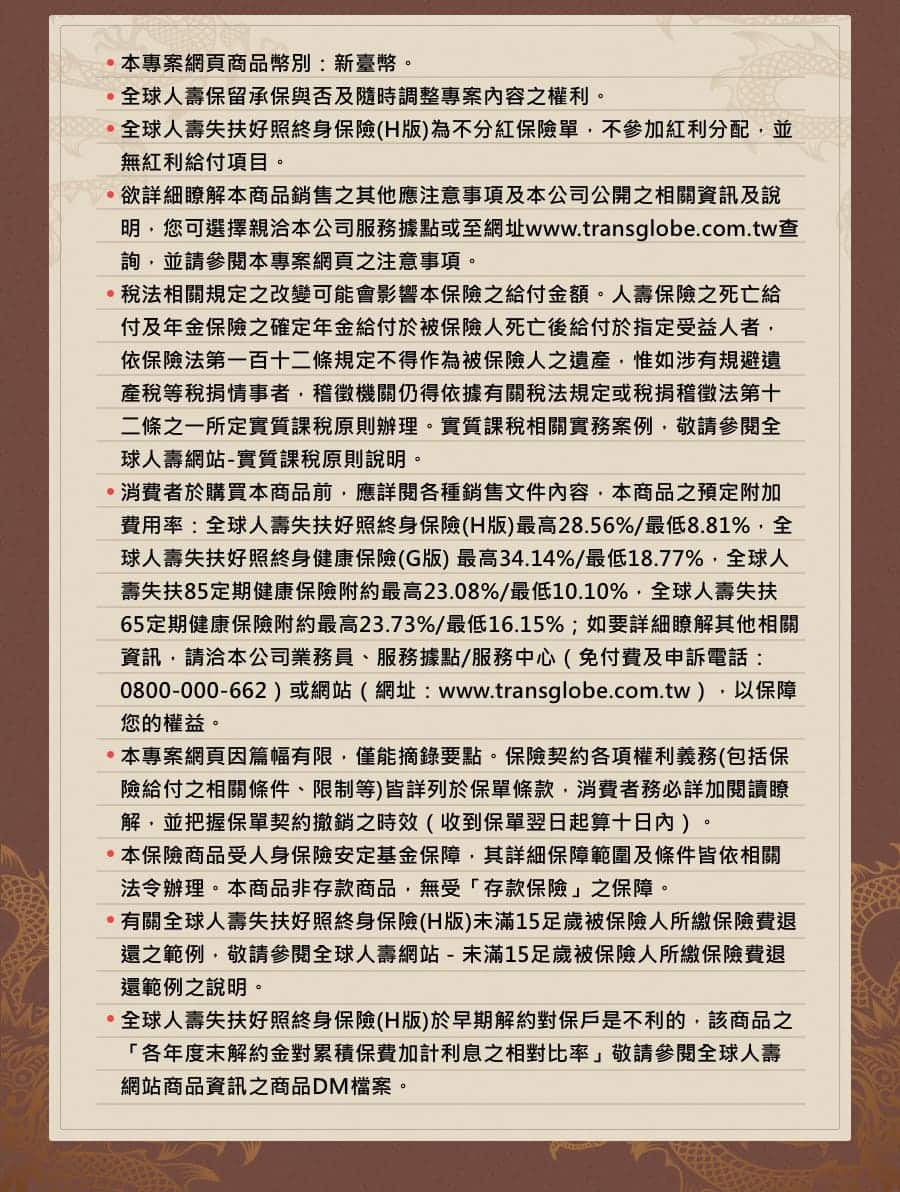 •本專案網頁商品幣別：新臺幣。
•全球人壽保留承保與否及隨時調整專案內容之權利。
•全球人壽失扶好照終身保險(H版)為不分紅保險單，不參加紅利分配，並
無紅利給付項目。
•欲詳細瞭解本商品銷售之其他應注意事項及本公司公開之相關資訊及說
明，您可選擇親洽本公司服務據點或至網址www.transglobe.com.tw查
詢，並請參閱本專案網頁之注意事項。
•稅法相關規定之改變可能會影響本保險之給付金額。人壽保險之死亡給
付及年金保險之確定年金給付於被保險人死亡後給付於指定受益人者，
依保險法第一百十二條規定不得作為被保險人之遺產，惟如涉有規避遺
產稅等稅捐情事者，稽徵機關仍得依據有關稅法規定或稅捐稽徵法第十
二條之一所定實質課稅原則辦理。實質課稅相關實務案例，敬請參閱全
球人壽網站-實質課稅原則說明。
•消費者於購買本商品前，應詳閱各種銷售文件內容，本商品之預定附加
費用率：全球人壽失扶好照終身保險(H版)最高28.56%/最低8.81%，全
球人壽失扶好照終身健康保險(G版) 最高34.14%/最低18.77%，全球人
壽失扶85定期健康保險附約最高23.08%/最低10.10%，全球人壽失扶
65定期健康保險附約最高23.73%/最低16.15%；如要詳細瞭解其他相關
資訊，請洽本公司業務員、服務據點/服務中心（免付費及申訴電話：
0800-000-662）或網站（網址：www.transglobe.com.tw），以保障
您的權益。
•本專案網頁因篇幅有限，僅能摘錄要點。保險契約各項權利義務(包括保
險給付之相關條件、限制等)皆詳列於保單條款，消費者務必詳加閱讀瞭
解，並把握保單契約撤銷之時效（收到保單翌日起算十日內）。
•本保險商品受人身保險安定基金保障，其詳細保障範圍及條件皆依相關
法令辦理。本商品非存款商品，無受「存款保險」之保障。
•有關全球人壽失扶好照終身保險(H版)未滿15足歲被保險人所繳保險費退
還之範例，敬請參閱全球人壽網站 - 未滿15足歲被保險人所繳保險費退
還範例之說明。
•全球人壽失扶好照終身保險(H版)於早期解約對保戶是不利的，該商品之
「各年度末解約金對累積保費加計利息之相對比率」敬請參閱全球人壽
網站商品資訊之商品DM檔案。